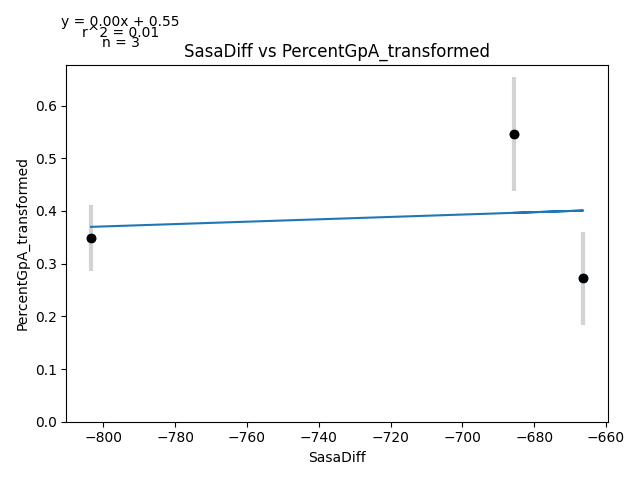 y = 0.00x + 0.55
r^2 = 0.01
n = 3
SasaDiff vs PercentGpA_transformed
PercentGpA_transformed
0.6
0.5
0.4
0.3
0.2
0.1
0.0
−800 −780 −760 −740 −720 −700 −680 −660
SasaDiff